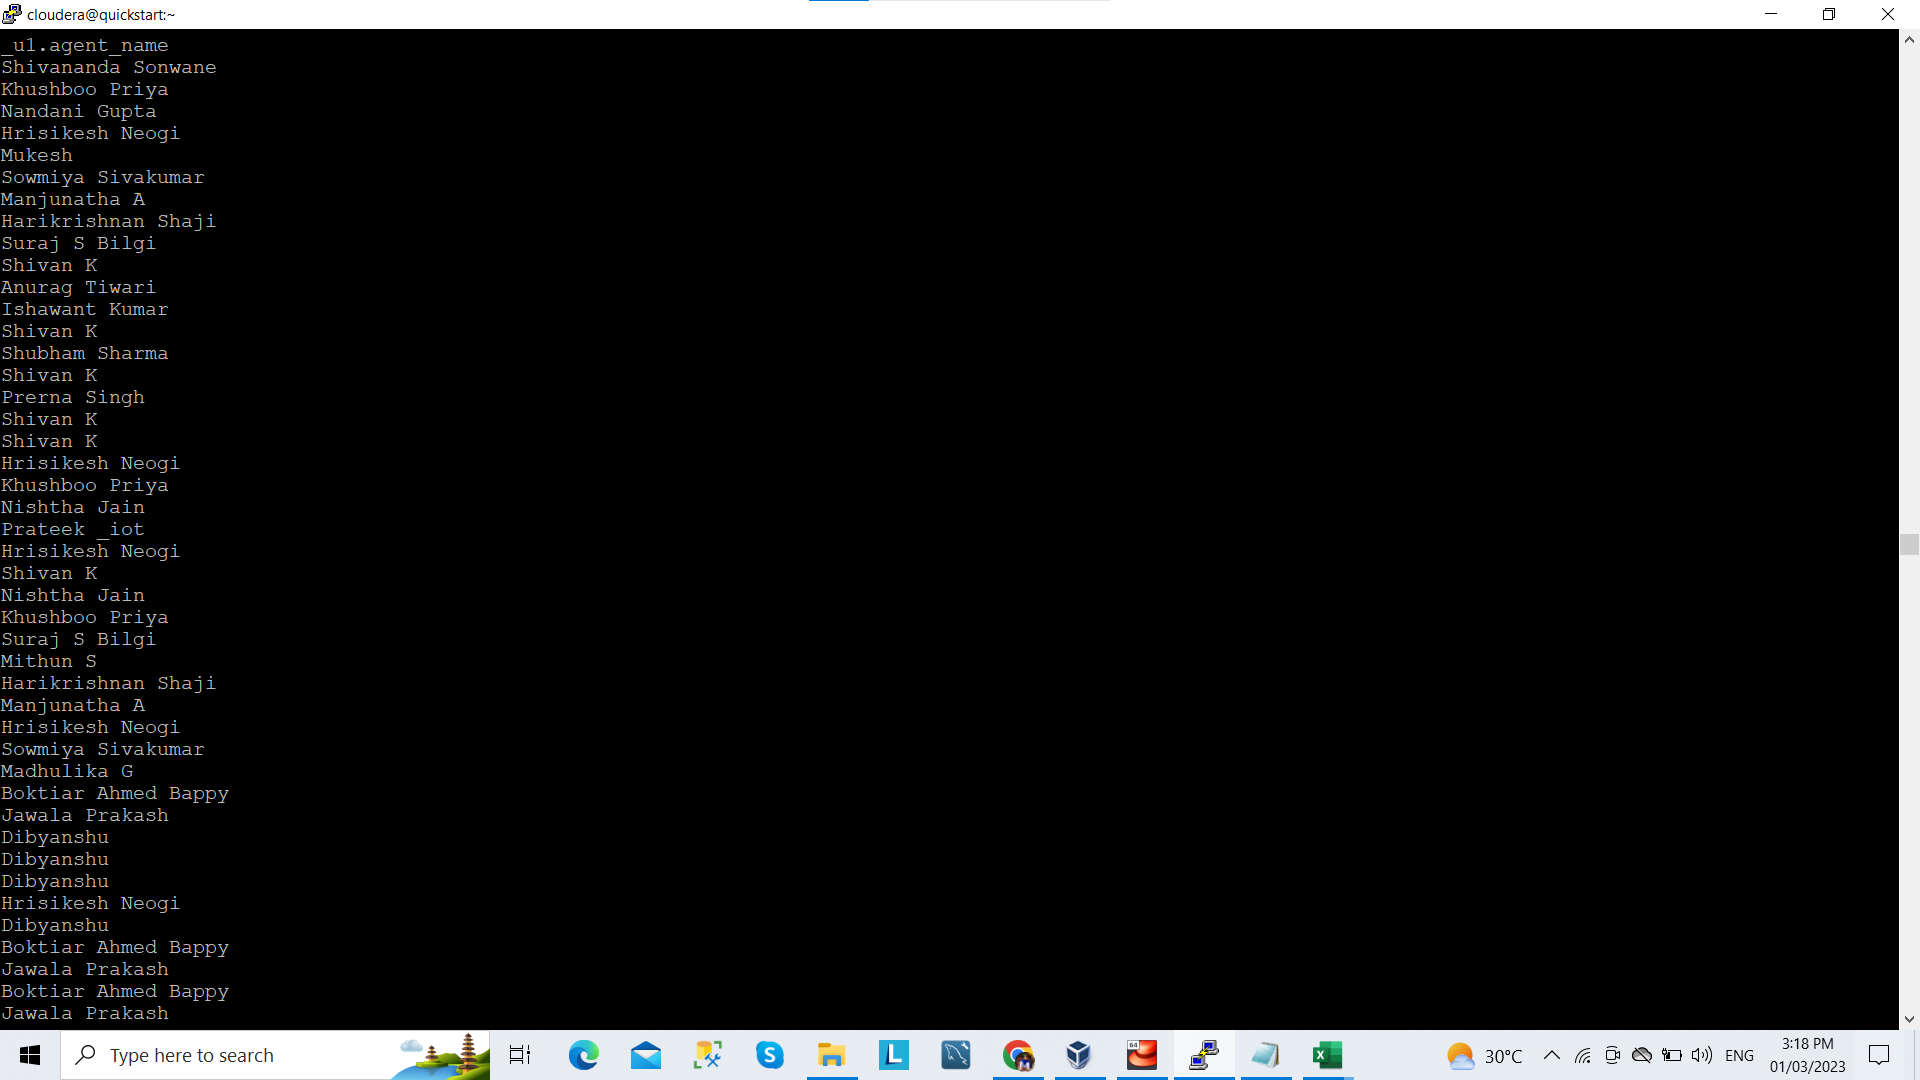 cloudera@quickstart:~
_u1.agent_name
Shivananda Sonwane
Khushboo Priya
Nandani Gupta
Hrisikesh Neogi
Mukesh
Sowmiya Sivakumar
Manjunatha A
Harikrishnan Shaji
Suraj S Bilgi
Shivan K
Anurag Tiwari
Ishawant Kumar
Shivan K
Shubham Sharma
Shivan K
Prerna Singh
Shivan K
Shivan K
Hrisikesh Neogi
Khushboo Priya
Nishtha Jain
Prateek _iot
Hrisikesh Neogi
Shivan K
Nishtha Jain
Khushboo Priya
Suraj S Bilgi
Mithun S
Harikrishnan Shaji
Manjunatha A
Hrisikesh Neogi
Sowmiya Sivakumar
Madhulika G
Boktiar Ahmed Bappy
Jawala Prakash
Dibyanshu
Dibyanshu
Dibyanshu
Hrisikesh Neogi
Dibyanshu
Boktiar Ahmed Bappy
Jawala Prakash
Boktiar Ahmed Bappy
Jawala Prakash
Type here to search
L
64
30°C
ENG
3:18 PM
01/03/2023